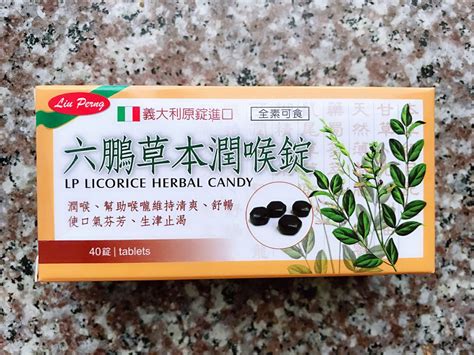 Liu Perng
義大利原錠進口
全素可食
六鵬草本潤喉錠
LP LICORICE HERBAL CANDY
潤喉、幫助喉嚨維持清爽、舒暢
使口氣芬芳、生津止渴
40錠 | tablets